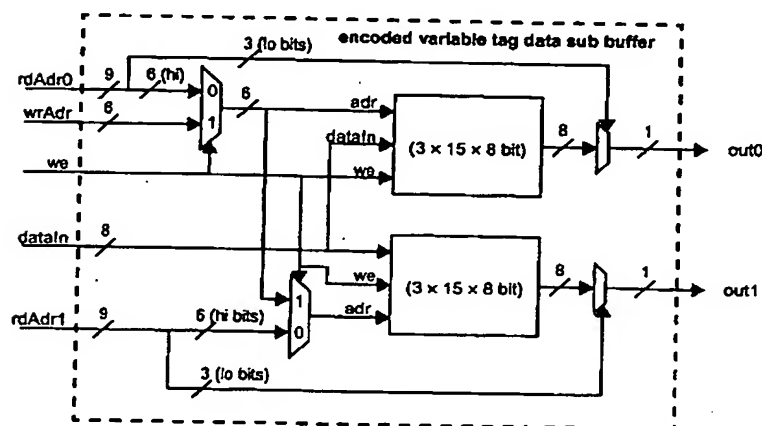 encoded variable tag data sub buffer
3 (lo bits)
rdAdr0 9 6 (hi) 0 6 adr
wrAdr 6 1
dataIn (3 × 15 × 8 bit) 8 1 out0
we we
dataIn 8
we (3 × 15 × 8 bit) 8 1 out1
1 adr
rdAdr1 9 6 (hi bits) 0
3 (lo bits)